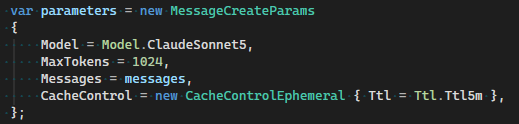 var parameters = new MessageCreateParams
{
    Model = Model.ClaudeSonnet5,
    MaxTokens = 1024,
    Messages = messages,
    CacheControl = new CacheControlEphemeral { Ttl = Ttl.Ttl5m },
};